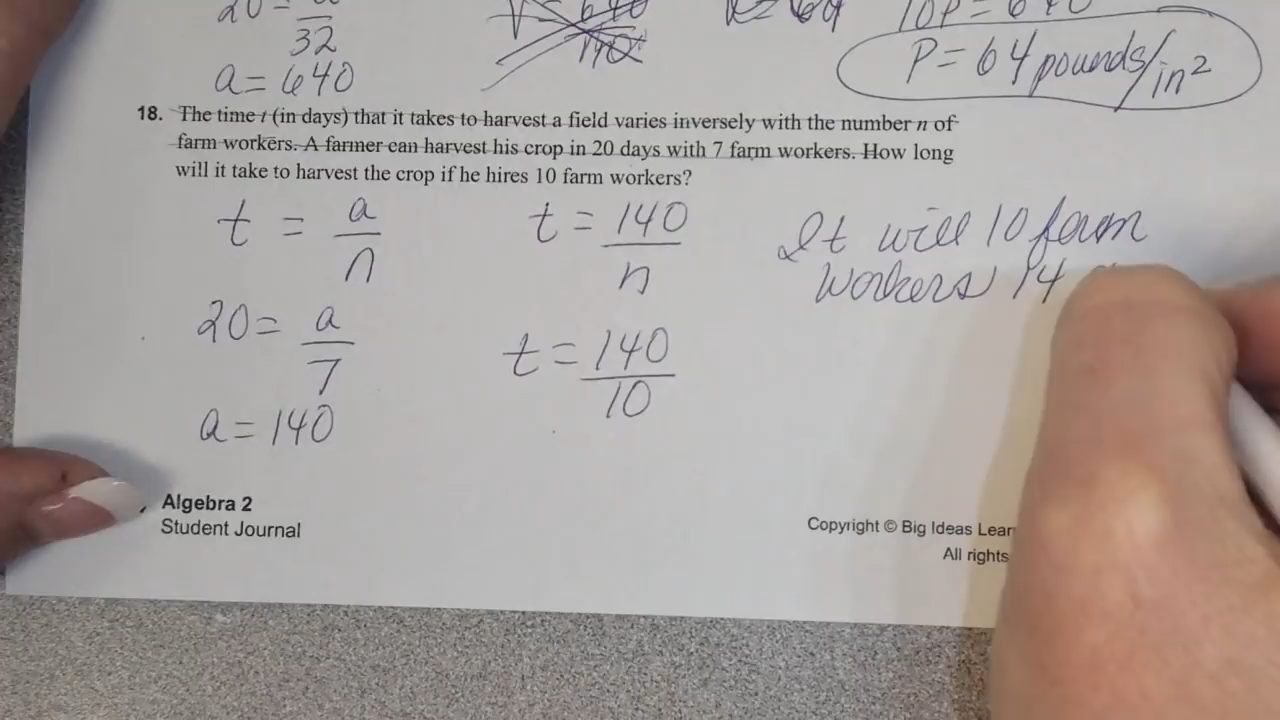 20 =
32
a = 640
10P = 640
P = 64 pounds/in²
18. The time t (in days) that it takes to harvest a field varies inversely with the number n of
farm workers. A farmer can harvest his crop in 20 days with 7 farm workers. How long
will it take to harvest the crop if he hires 10 farm workers?
t = a/n
20 = a/7
a = 140
t = 140/n
t = 140/10
It will 10 farm
workers 14
Algebra 2
Student Journal
Copyright © Big Ideas Lear
All rights